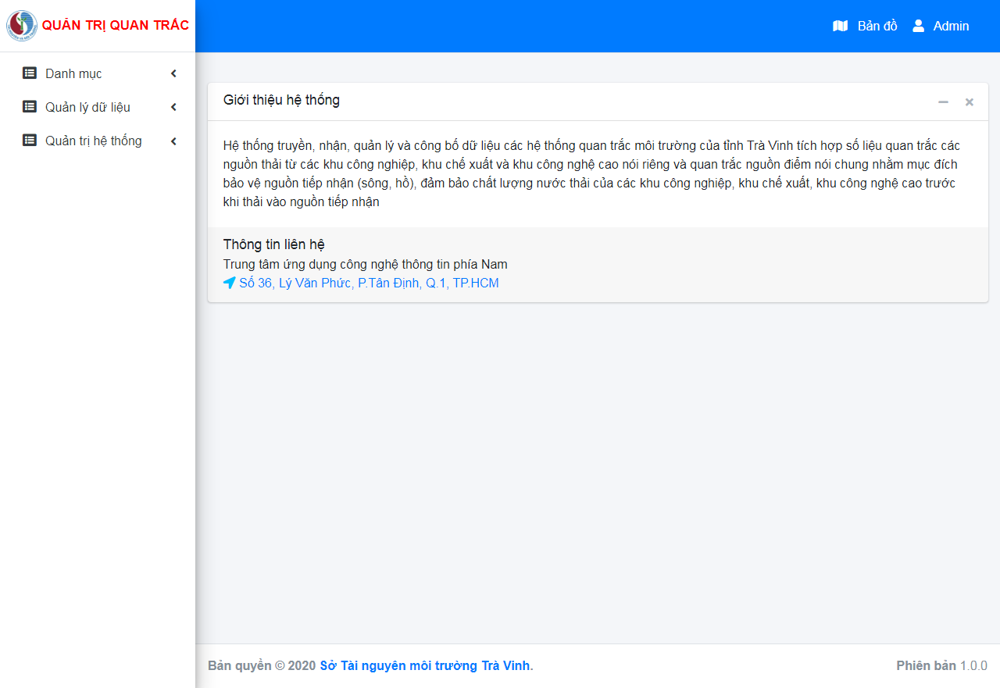 QUẢN TRỊ QUAN TRẮC
Bản đồ
Admin
Danh mục
Quản lý dữ liệu
Quản trị hệ thống
Giới thiệu hệ thống
Hệ thống truyền, nhận, quản lý và công bố dữ liệu các hệ thống quan trắc môi trường của tỉnh Trà Vinh tích hợp số liệu quan trắc các
nguồn thải từ các khu công nghiệp, khu chế xuất và khu công nghệ cao nói riêng và quan trắc nguồn điểm nói chung nhằm mục đích
bảo vệ nguồn tiếp nhận (sông, hồ), đảm bảo chất lượng nước thải của các khu công nghiệp, khu chế xuất, khu công nghệ cao trước
khi thải vào nguồn tiếp nhận
Thông tin liên hệ
Trung tâm ứng dụng công nghệ thông tin phía Nam
Số 36, Lý Văn Phức, P.Tân Định, Q.1, TP.HCM
Bản quyền © 2020 Sở Tài nguyên môi trường Trà Vinh.
Phiên bản 1.0.0